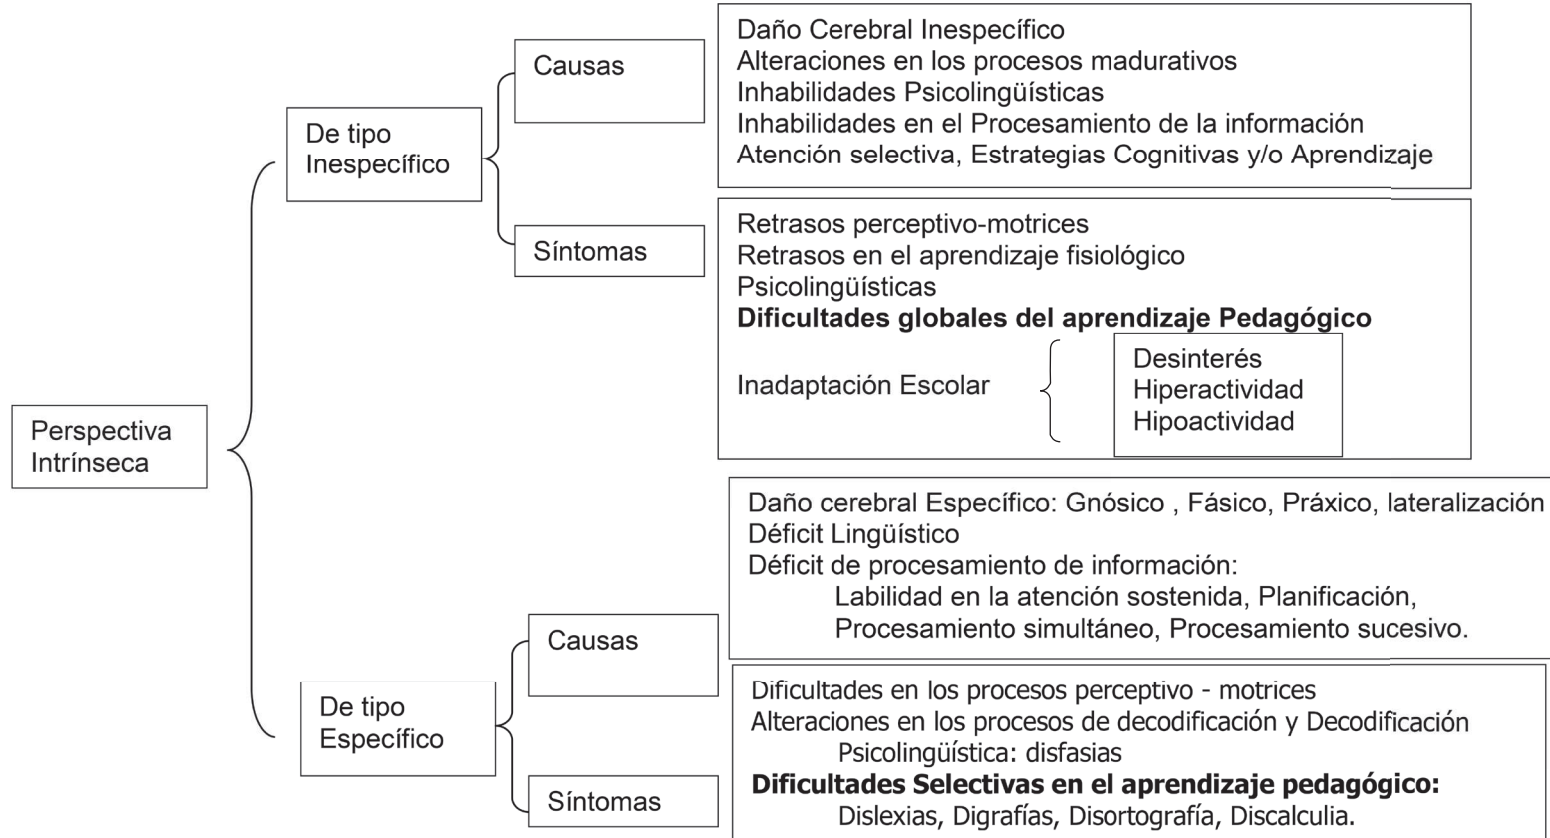 Perspectiva
Intrínseca
De tipo
Inespecífico
Causas
Daño Cerebral Inespecífico
Alteraciones en los procesos madurativos
Inhabilidades Psicolingüísticas
Inhabilidades en el Procesamiento de la información
Atención selectiva, Estrategias Cognitivas y/o Aprendizaje
Síntomas
Retrasos perceptivo-motrices
Retrasos en el aprendizaje fisiológico
Psicolingüísticas
Dificultades globales del aprendizaje Pedagógico
Inadaptación Escolar
Desinterés
Hiperactividad
Hipoactividad
De tipo
Específico
Causas
Daño cerebral Específico: Gnósico , Fásico, Práxico, lateralización
Déficit Lingüístico
Déficit de procesamiento de información:
Labilidad en la atención sostenida, Planificación,
Procesamiento simultáneo, Procesamiento sucesivo.
Síntomas
Dificultades en los procesos perceptivo - motrices
Alteraciones en los procesos de decodificación y Decodificación
Psicolingüística: disfasias
Dificultades Selectivas en el aprendizaje pedagógico:
Dislexias, Digrafías, Disortografía, Discalculia.